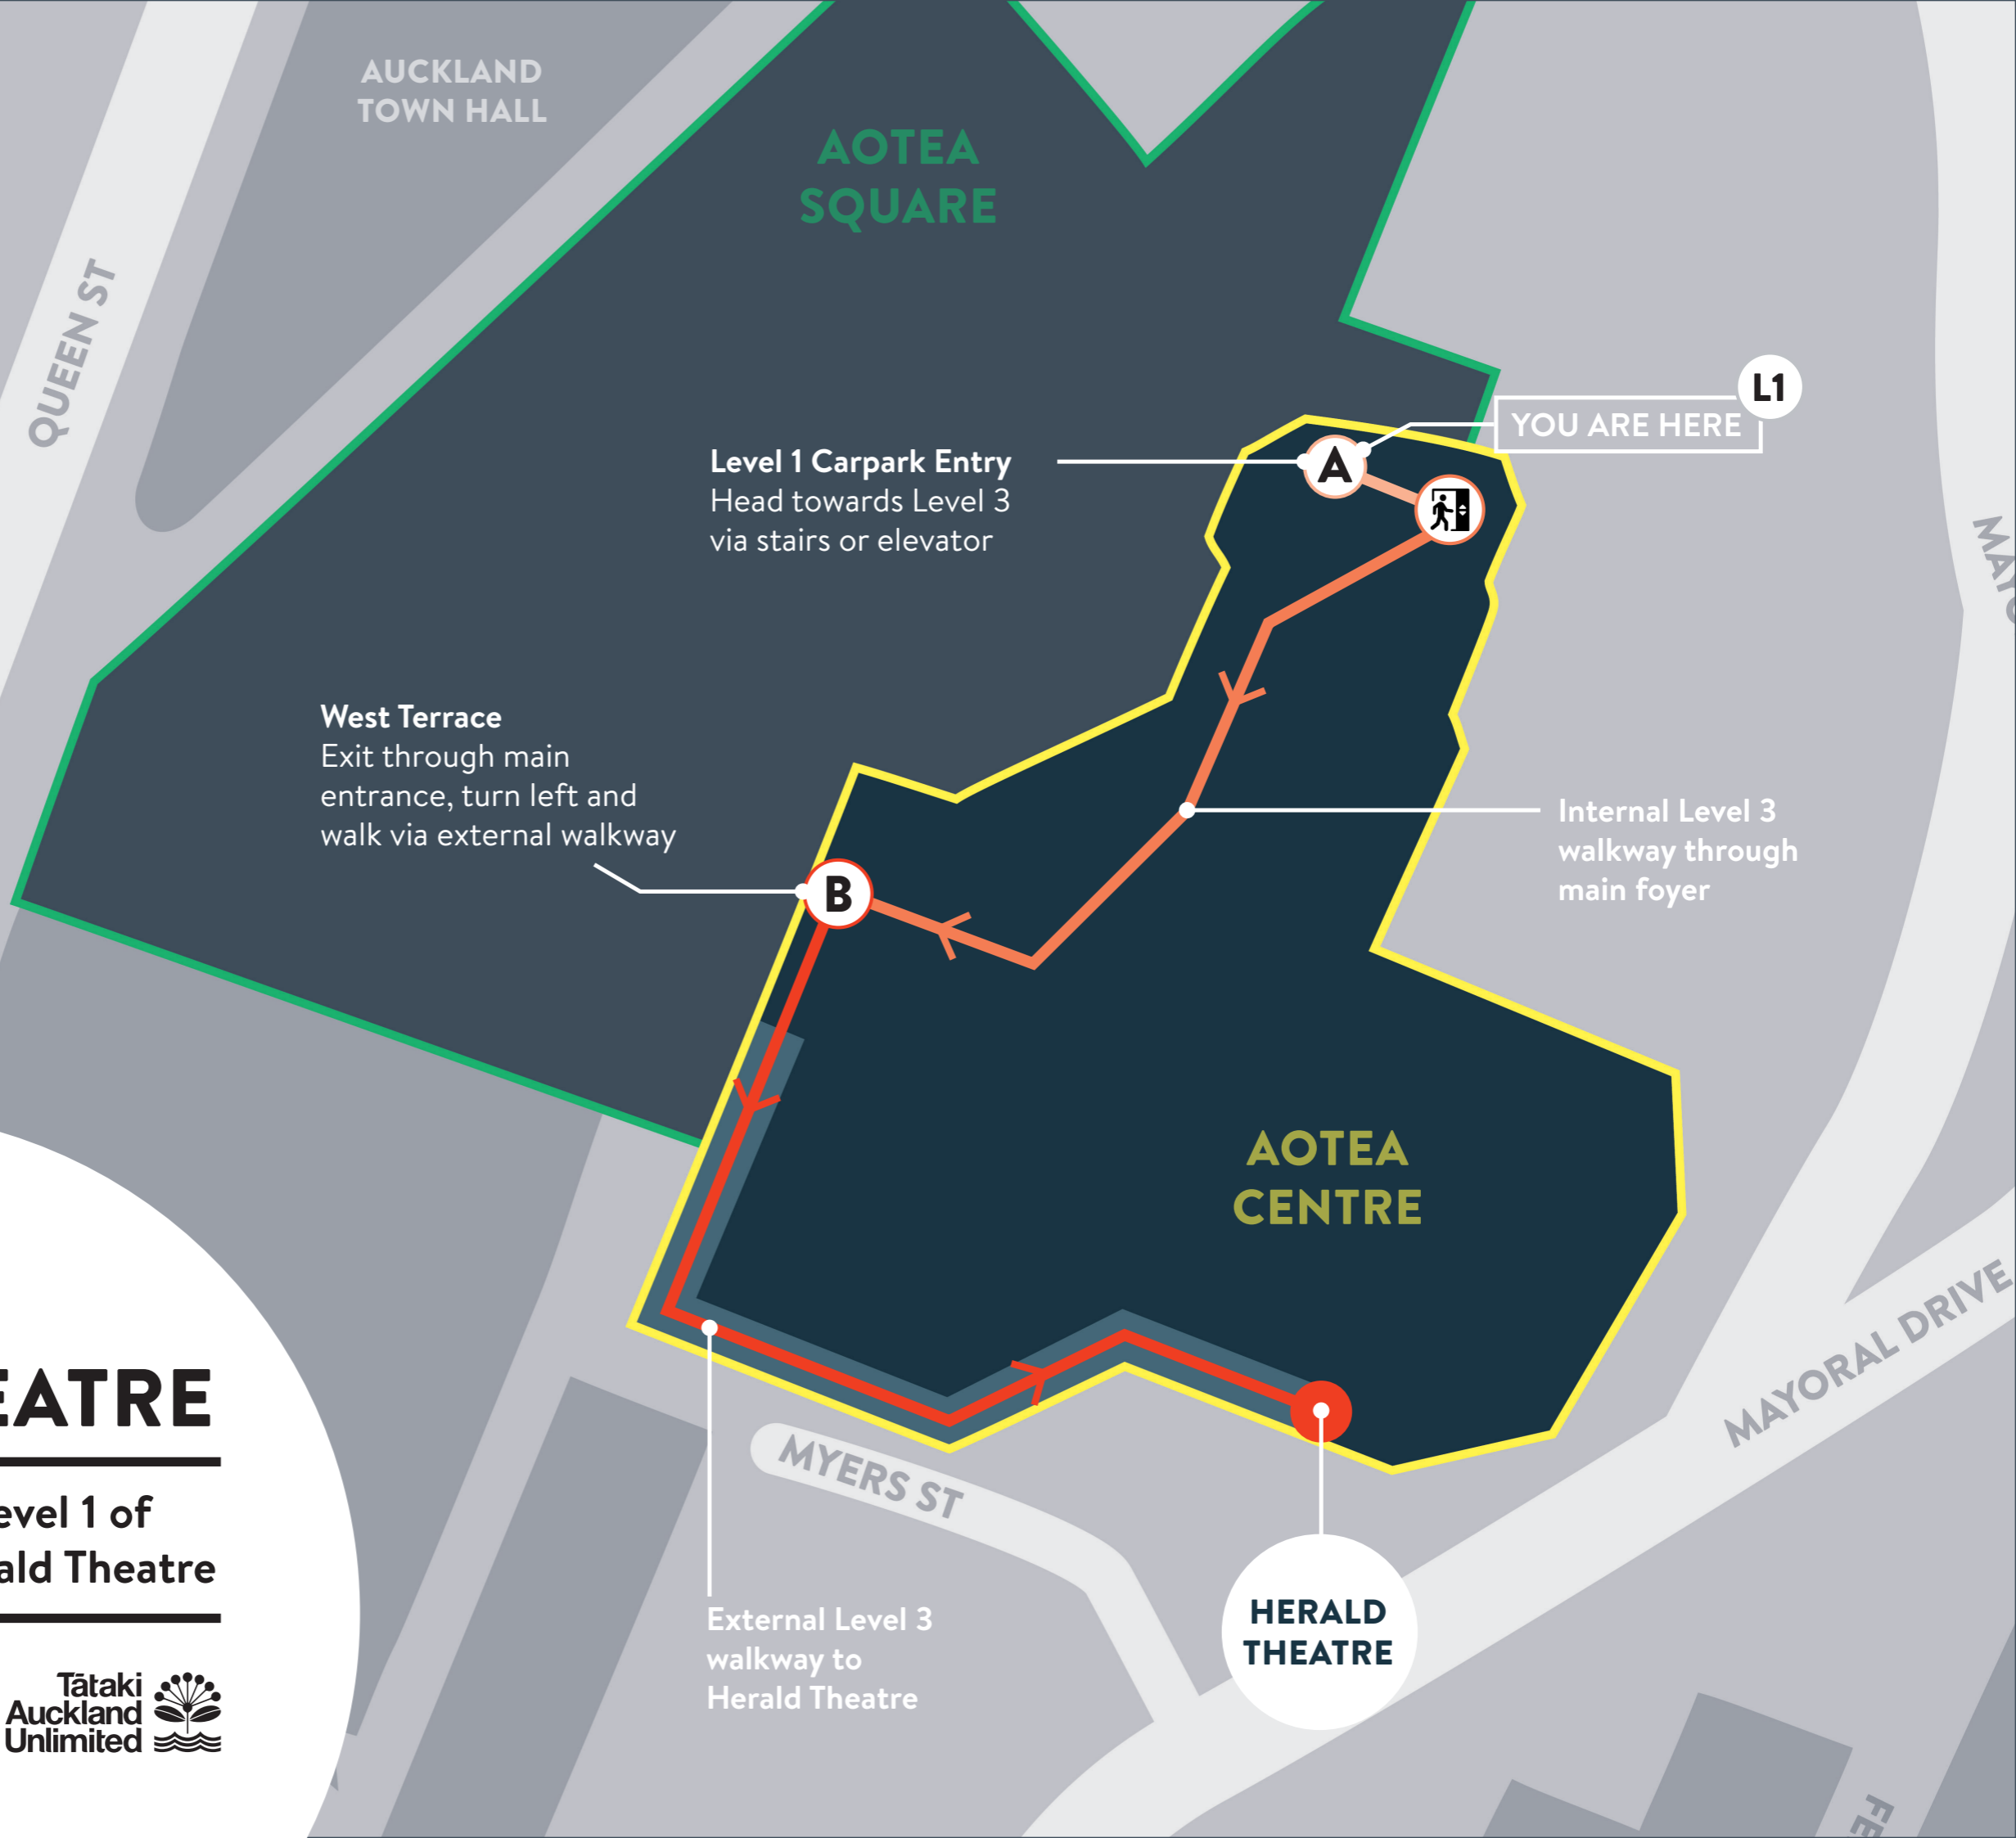 AUCKLAND
TOWN HALL
AOTEA
SQUARE
QUEEN ST
L1
YOU ARE HERE
A
Level 1 Carpark Entry
Head towards Level 3
via stairs or elevator
West Terrace
Exit through main
entrance, turn left and
walk via external walkway
B
Internal Level 3
walkway through
main foyer
AOTEA
CENTRE
MAYORAL DRIVE
MYERS ST
HERALD
THEATRE
External Level 3
walkway to
Herald Theatre
EATRE
evel 1 of
ald Theatre
Tātaki
Auckland
Unlimited